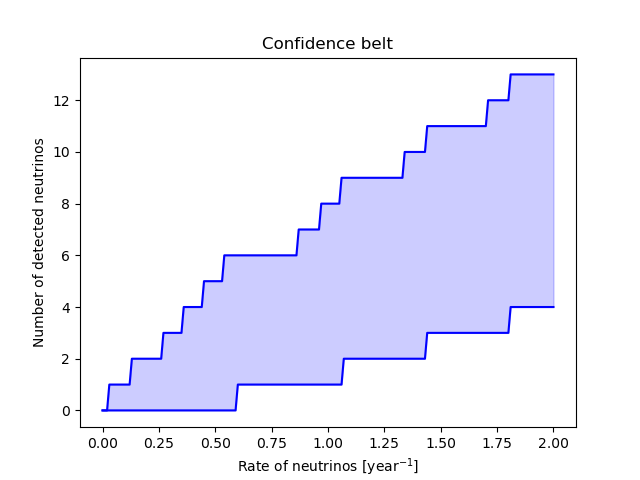 Confidence belt
Number of detected neutrinos
12
10
8
6
4
2
0
0.00 0.25 0.50 0.75 1.00 1.25 1.50 1.75 2.00
Rate of neutrinos [year⁻¹]